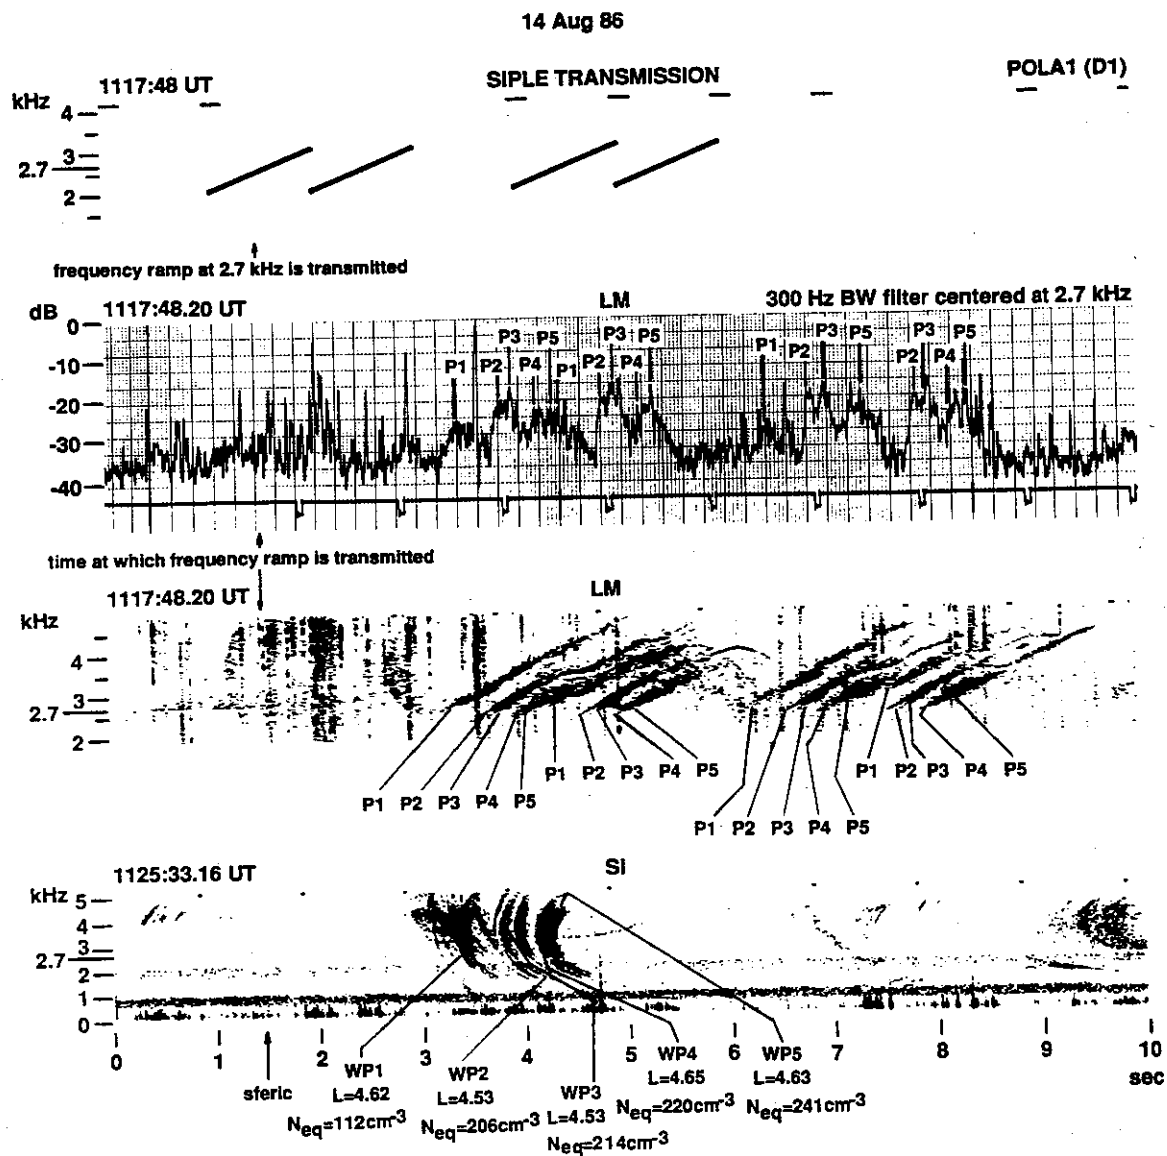 14 Aug 86
1117:48 UT
SIPLE TRANSMISSION
POLA1 (D1)
kHz
4
3
2.7
2
frequency ramp at 2.7 kHz is transmitted
dB
1117:48.20 UT
LM
300 Hz BW filter centered at 2.7 kHz
0
-10
-20
-30
-40
P3 P5 P3 P5 P3 P5 P3 P5
P1 P2 P4 P1 P2 P4 P1 P2 P2 P4
time at which frequency ramp is transmitted
1117:48.20 UT
LM
kHz
4
3
2.7
2
P1 P2 P3 P4 P5
P1 P2 P3 P4 P5
P1 P2 P3 P4 P5
P1 P2 P3 P4 P5
1125:33.16 UT
Si
kHz
5
4
3
2.7
2
1
0
0 1 2 3 4 5 6 7 8 9 10
sec
sferic
WP1
L=4.62
Neq=112cm-3
WP2
L=4.53
Neq=206cm-3
WP3
L=4.53
Neq=214cm-3
WP4
L=4.65
Neq=220cm-3
WP5
L=4.63
Neq=241cm-3